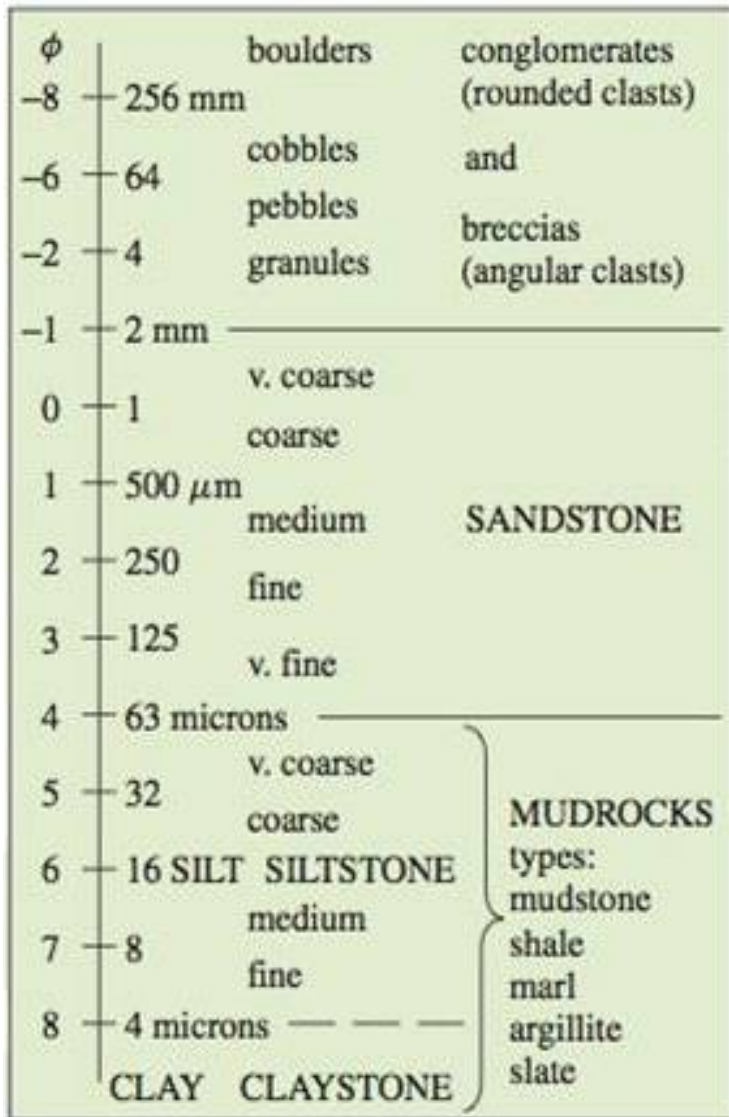 ϕ boulders conglomerates
−8 256 mm (rounded clasts)
cobbles and
−6 64
pebbles
breccias
−2 4
granules (angular clasts)
−1 2 mm
v. coarse
0 1
coarse
1 500 μm
medium SANDSTONE
2 250
fine
3 125
v. fine
4 63 microns
v. coarse
5 32
coarse MUDROCKS
types:
6 16 SILT SILTSTONE
mudstone
medium
7 8 shale
fine
marl
8 4 microns argillite
slate
CLAY CLAYSTONE